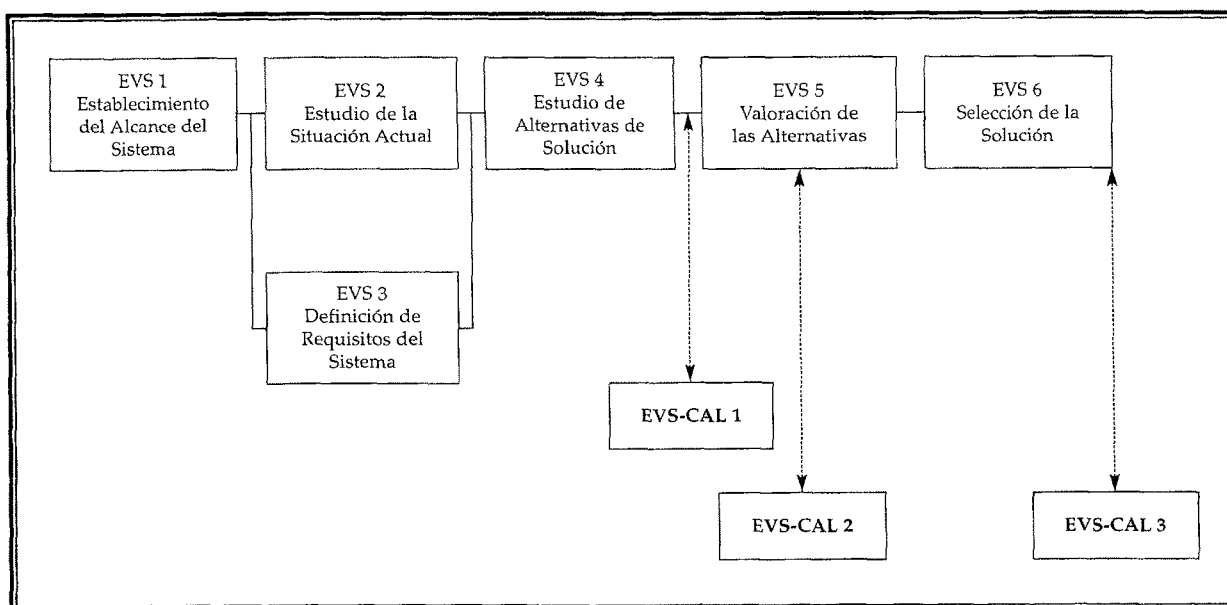 EVS 1
Establecimiento
del Alcance del
Sistema
EVS 2
Estudio de la
Situación Actual
EVS 4
Estudio de
Alternativas de
Solución
EVS 5
Valoración de
las Alternativas
EVS 6
Selección de la
Solución
EVS 3
Definición de
Requisitos del
Sistema
EVS-CAL 1
EVS-CAL 2
EVS-CAL 3